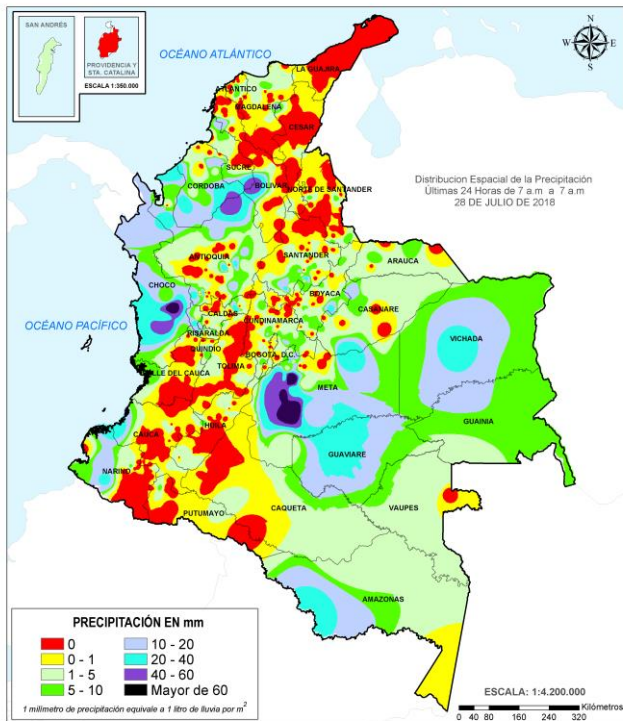 SAN ANDRÉS
PROVIDENCIA Y
STA. CATALINA
ESCALA 1:350.000
OCÉANO ATLÁNTICO
N
W
E
S
LA GUAJIRA
ATLANTICO
MAGDALENA
CESAR
SUCRE
Distribucion Espacial de la Precipitación
Últimas 24 Horas de 7 a.m a 7 a.m
28 DE JULIO DE 2018
CORDOBA
BOLIVAR
NORTE DE SANTANDER
ANTIOQUIA
SANTANDER
ARAUCA
CHOCO
BOYACA
CASANARE
OCÉANO PACÍFICO
CALDAS
CUNDINAMARCA
RISARALDA
VICHADA
QUINDIO
BOGOTA, D.C.
TOLIMA
VALLE DEL CAUCA
META
GUAINIA
CAUCA
HUILA
GUAVIARE
NARIÑO
PUTUMAYO
CAQUETA
VAUPES
AMAZONAS
PRECIPITACIÓN EN mm
0
10 - 20
0 - 1
20 - 40
1 - 5
40 - 60
5 - 10
Mayor de 60
1 milimetro de precipitación equivale a 1 litro de lluvia por m²
ESCALA: 1:4.200.000
Kilómetros
0 40 80 160 240 320